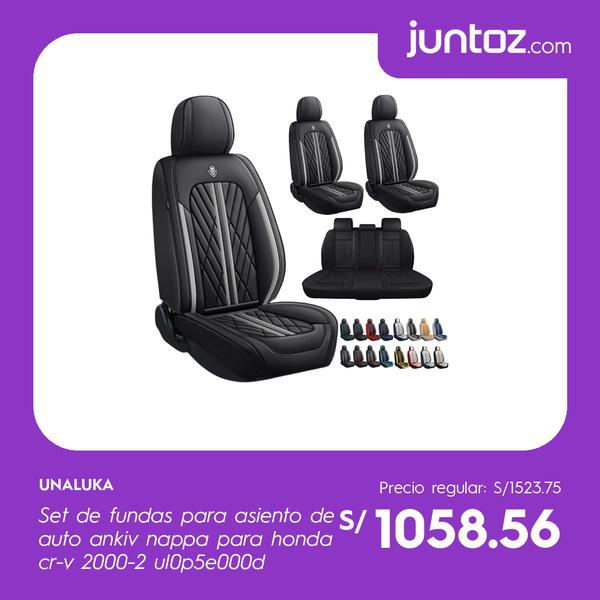 juntoz.com
UNALUKA
Set de fundas para asiento de
auto ankiv nappa para honda
cr-v 2000-2 ul0p5e000d
Precio regular: S/1523.75
S/ 1058.56